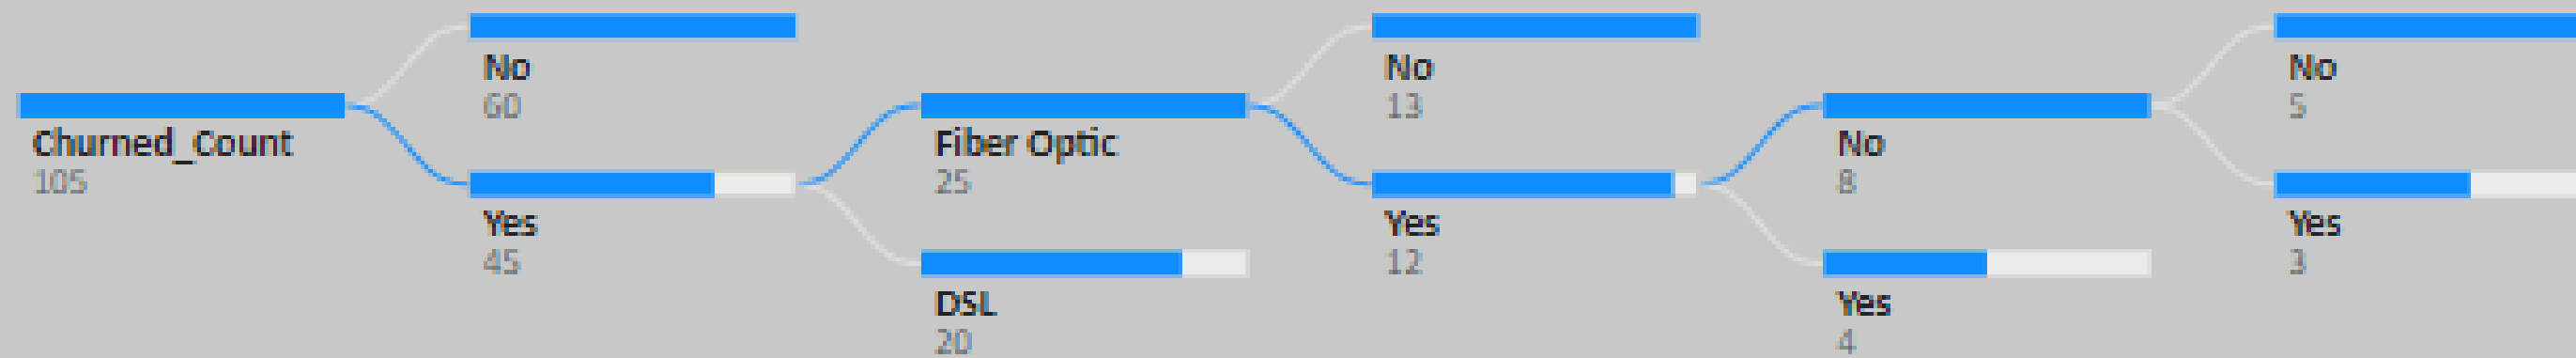 Churned_Count
105
No
60
Yes
45
Fiber Optic
25
DSL
20
No
13
Yes
12
No
8
Yes
4
No
5
Yes
3